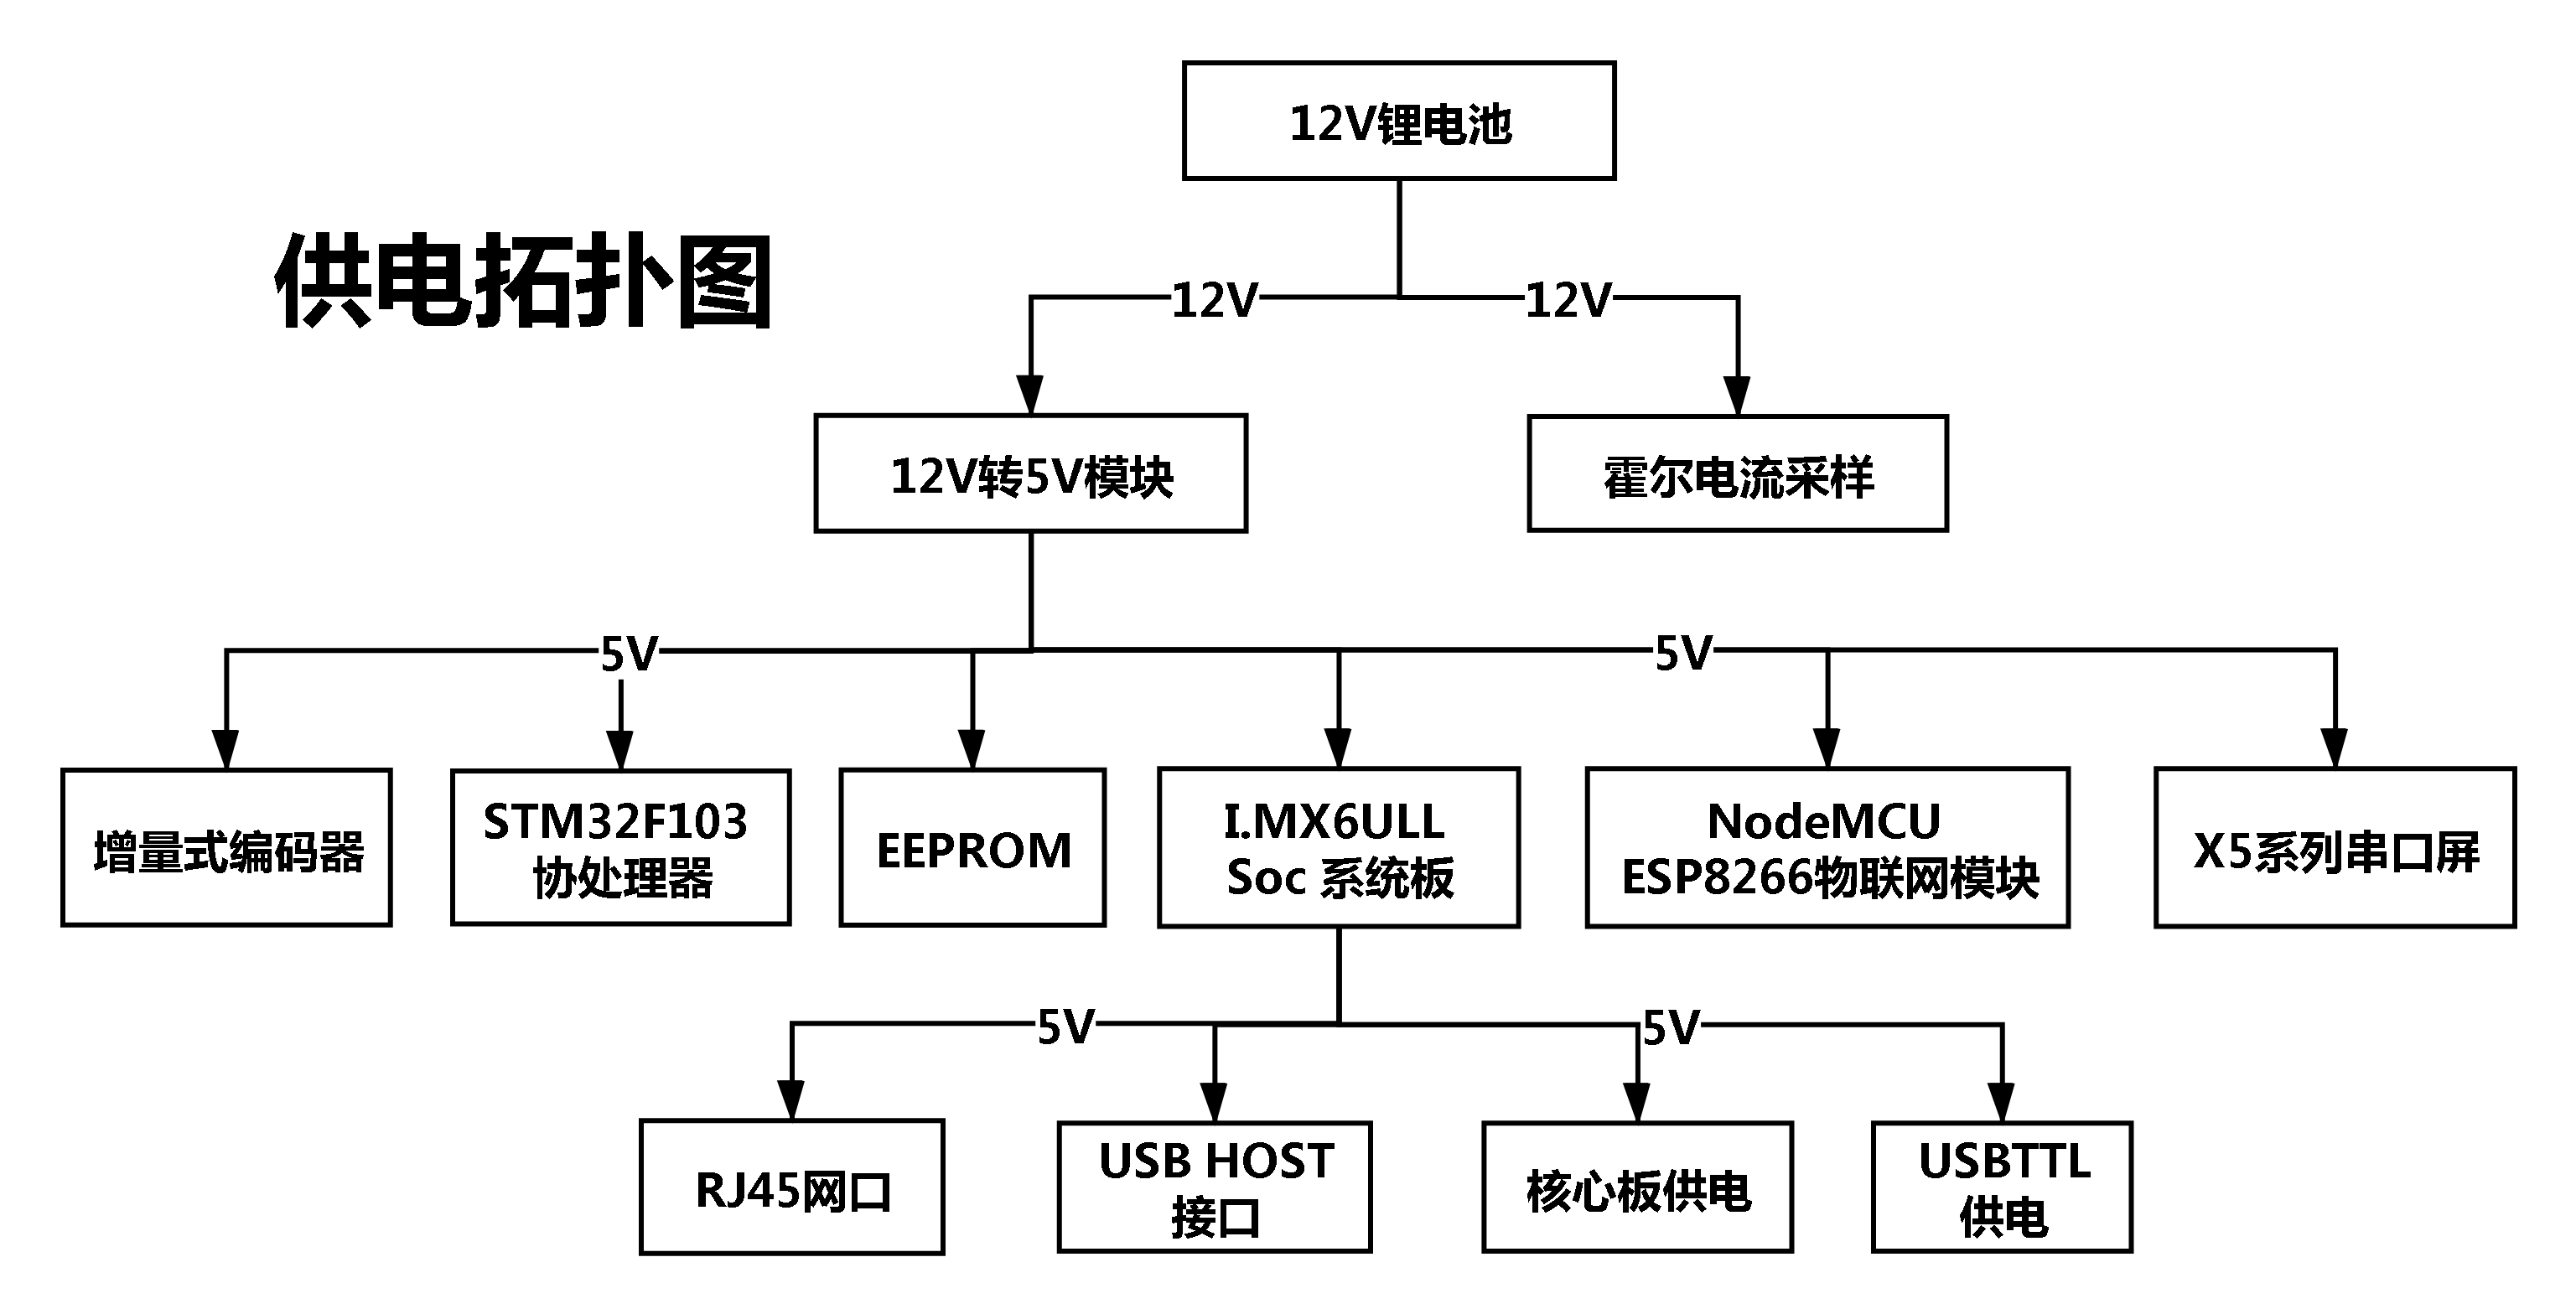 12V锂电池
供电拓扑图
12V
12V
12V转5V模块
霍尔电流采样
5V
5V
增量式编码器
STM32F103
协处理器
EEPROM
I.MX6ULL
Soc 系统板
NodeMCU
ESP8266物联网模块
X5系列串口屏
5V
5V
RJ45网口
USB HOST
接口
核心板供电
USBTTL
供电